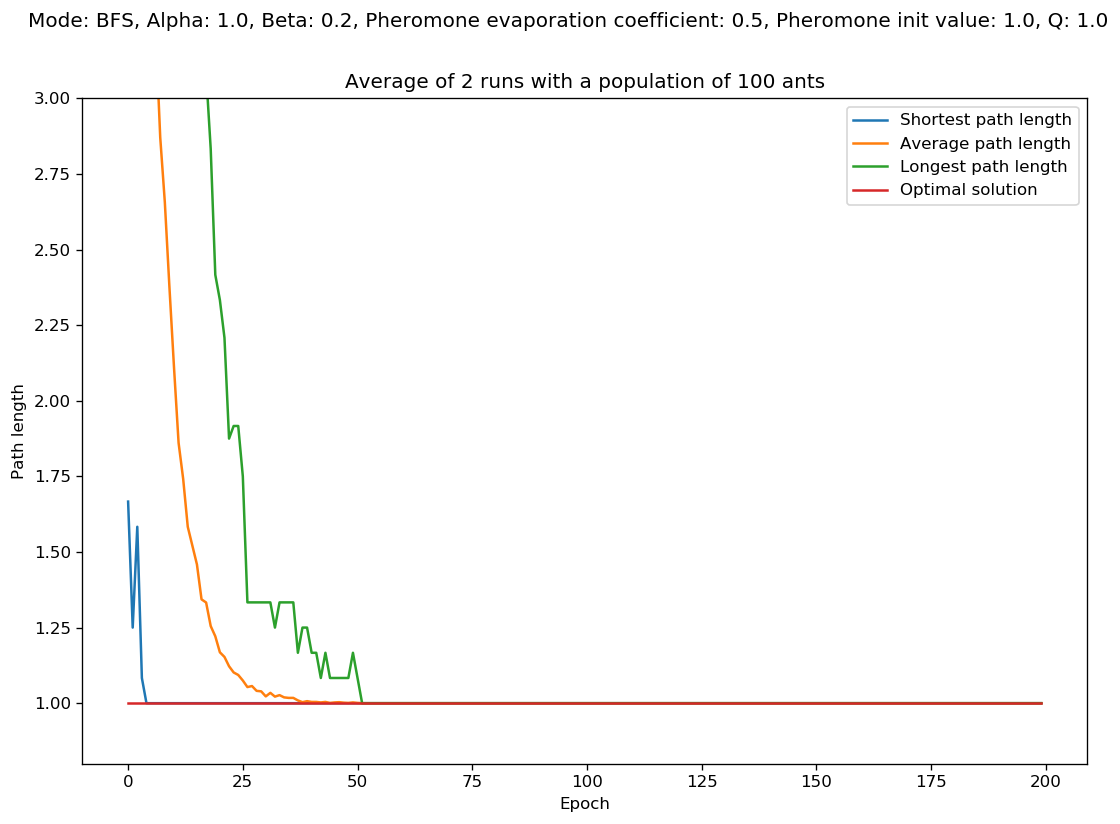 Mode: BFS, Alpha: 1.0, Beta: 0.2, Pheromone evaporation coefficient: 0.5, Pheromone init value: 1.0, Q: 1.0
Average of 2 runs with a population of 100 ants
3.00
2.75
2.50
2.25
2.00
1.75
1.50
1.25
1.00
Path length
Shortest path length
Average path length
Longest path length
Optimal solution
0 25 50 75 100 125 150 175 200
Epoch